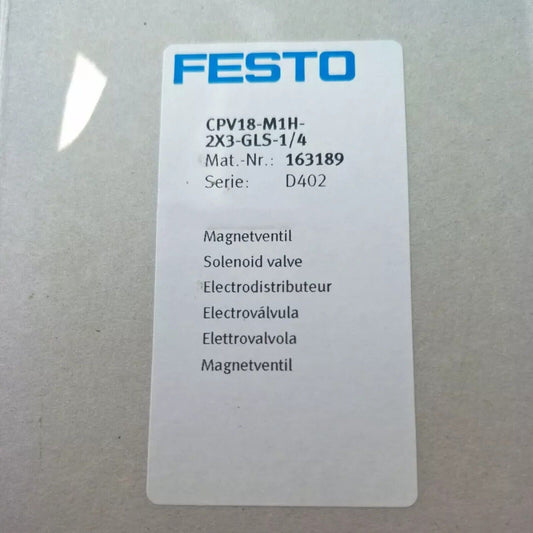 FESTO
CPV18-M1H-
2X3-GLS-1/4
Mat.-Nr.: 163189
Serie: D402
Magnetventil
Solenoid valve
Electrodistributeur
Electroválvula
Elettrovalvola
Magnetventil